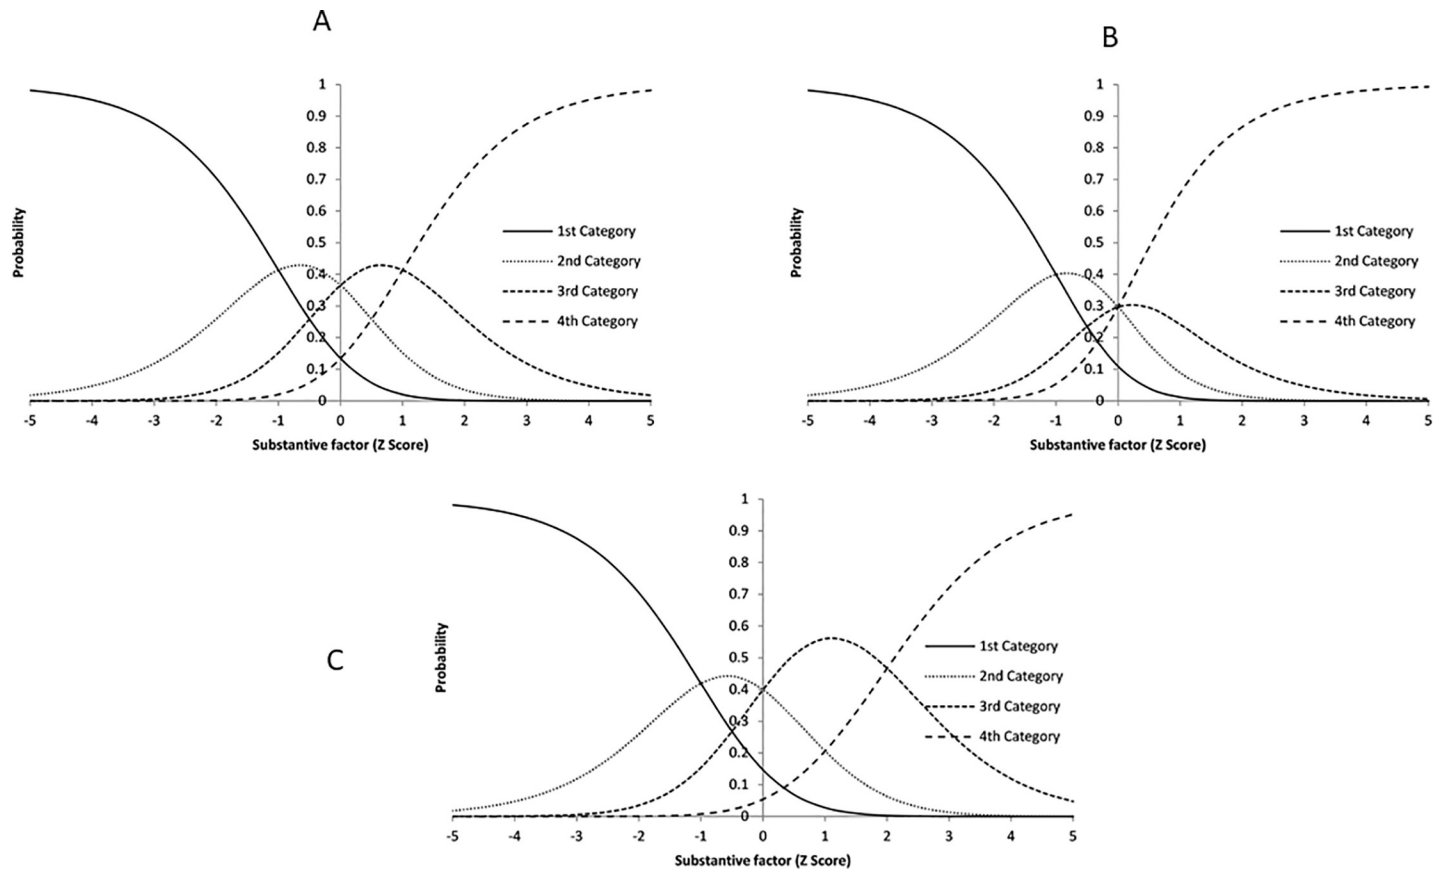 A
1
0.9
0.8
0.7
0.6
0.5
0.4
0.3
0.2
0.1
0
Probability
1st Category
2nd Category
3rd Category
4th Category
-5 -4 -3 -2 -1 0 1 2 3 4 5
Substantive factor (Z Score)
B
1
0.9
0.8
0.7
0.6
0.5
0.4
0.3
0.2
0.1
0
Probability
1st Category
2nd Category
3rd Category
4th Category
-5 -4 -3 -2 -1 0 1 2 3 4 5
Substantive factor (Z Score)
C
1
0.9
0.8
0.7
0.6
0.5
0.4
0.3
0.2
0.1
0
Probability
1st Category
2nd Category
3rd Category
4th Category
-5 -4 -3 -2 -1 0 1 2 3 4 5
Substantive factor (Z Score)